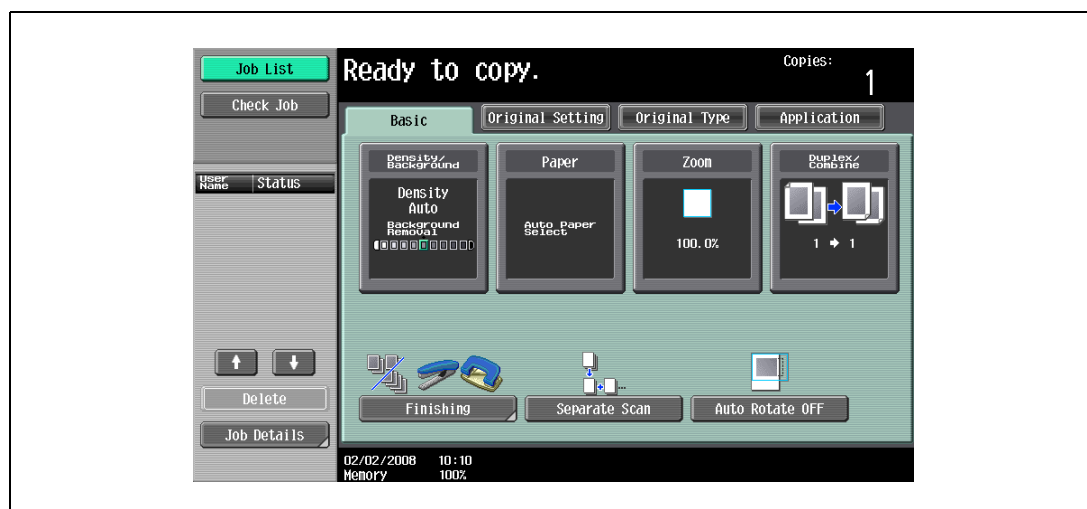 Job List
Check Job
User
Name
Status
Delete
Job Details
Ready to copy.
Copies:
1
Basic
Original Setting
Original Type
Application
Density/
Background
Density
Auto
Background
Removal
Paper
Auto Paper
Select
Zoom
100.0%
Duplex/
Combine
1 → 1
Finishing
Separate Scan
Auto Rotate OFF
02/02/2008 10:10
Memory 100%